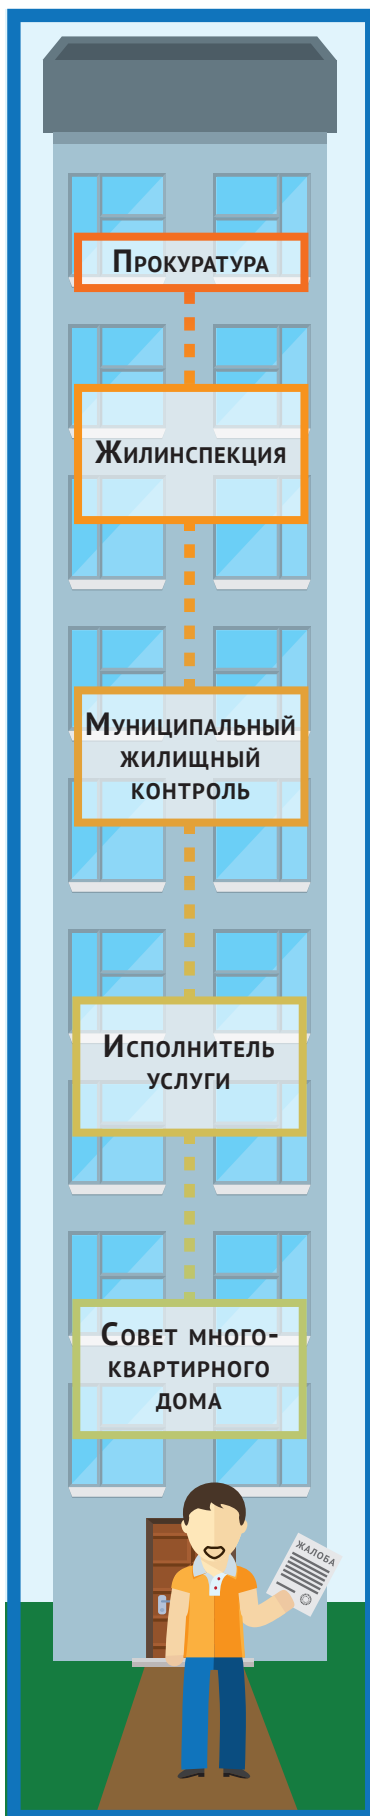 Прокуратура
Жилинспекция
Муниципальный
жилищный
контроль
Исполнитель
услуги
Совет много-
квартирного
дома
ЖАЛОБА